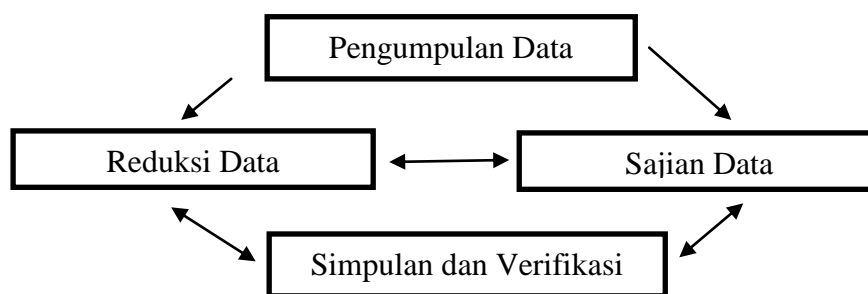 Pengumpulan Data
Reduksi Data
Sajian Data
Simpulan dan Verifikasi